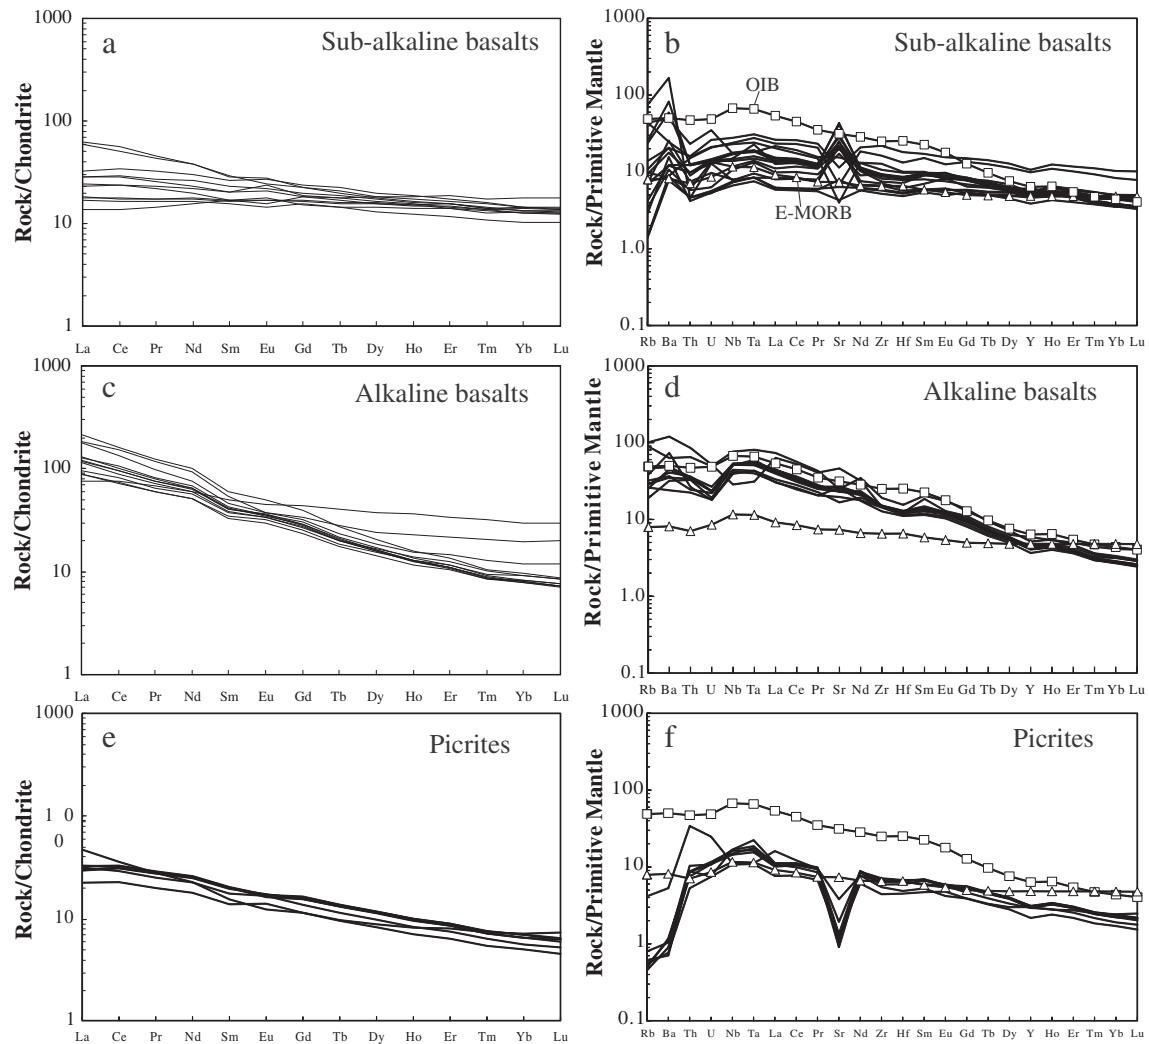 a
Sub-alkaline basalts
Rock/Chondrite
1000
100
10
1
La Ce Pr Nd Sm Eu Gd Tb Dy Ho Er Tm Yb Lu
b
Sub-alkaline basalts
OIB
E-MORB
Rock/Primitive Mantle
1000
100
10
1.0
0.1
Rb Ba Th U Nb Ta La Ce Pr Sr Nd Zr Hf Sm Eu Gd Tb Dy Y Ho Er Tm Yb Lu
c
Alkaline basalts
Rock/Chondrite
1000
100
10
1
La Ce Pr Nd Sm Eu Gd Tb Dy Ho Er Tm Yb Lu
d
Alkaline basalts
Rock/Primitive Mantle
1000
100
10
1.0
0.1
Rb Ba Th U Nb Ta La Ce Pr Sr Nd Zr Hf Sm Eu Gd Tb Dy Y Ho Er Tm Yb Lu
e
Picrites
Rock/Chondrite
1000
1 0
0
10
1
La Ce Pr Nd Sm Eu Gd Tb Dy Ho Er Tm Yb Lu
f
Picrites
Rock/Primitive Mantle
1000
100
10
1
0.1
Rb Ba Th U Nb Ta La Ce Pr Sr Nd Zr Hf Sm Eu Gd Tb Dy Y Ho Er Tm Yb Lu